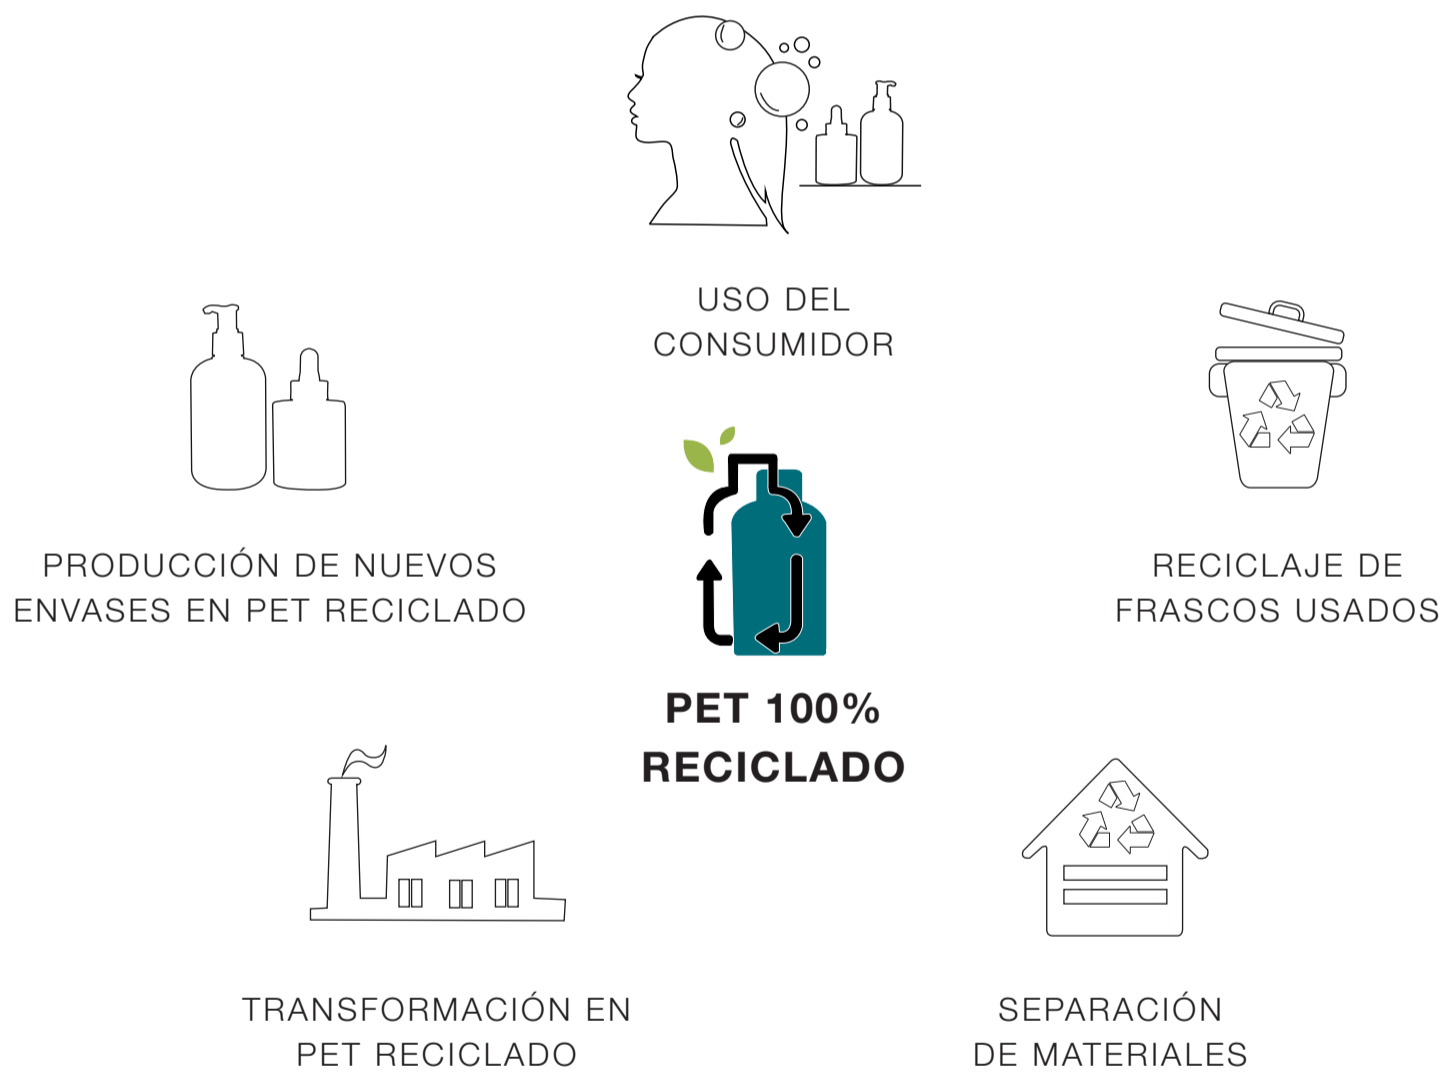 USO DEL
CONSUMIDOR
PRODUCCIÓN DE NUEVOS
ENVASES EN PET RECICLADO
RECICLAJE DE
FRASCOS USADOS
PET 100%
RECICLADO
TRANSFORMACIÓN EN
PET RECICLADO
SEPARACIÓN
DE MATERIALES